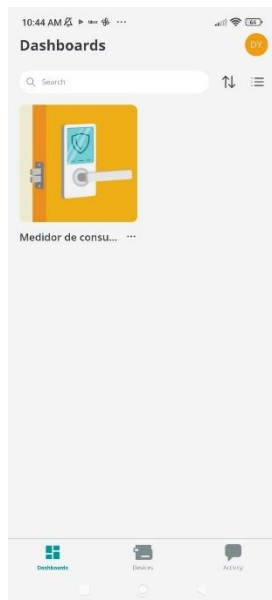 10:44 AM
Dashboards
DY
Search
Medidor de consu... ...
Dashboards
Devices
Activity